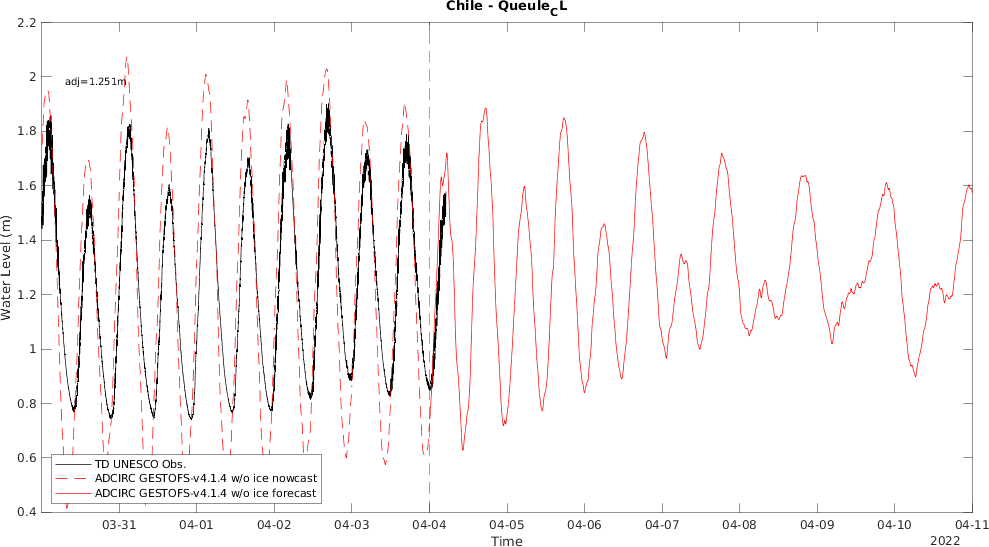 Chile - Queule_CL
2.2
2
1.8
1.6
1.4
1.2
1
0.8
0.6
0.4
adj=1.251m
Water Level (m)
TD UNESCO Obs.
ADCIRC GESTOFS-v4.1.4 w/o ice nowcast
ADCIRC GESTOFS-v4.1.4 w/o ice forecast
03-31 04-01 04-02 04-03 04-04 04-05 04-06 04-07 04-08 04-09 04-10 04-11
Time
2022